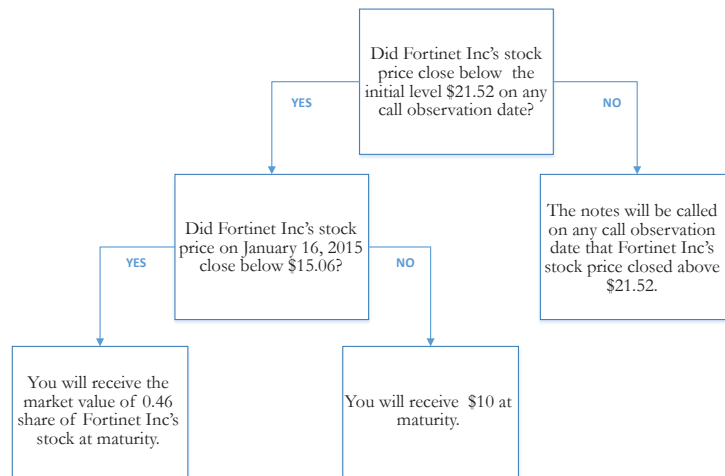 Did Fortinet Inc's stock
price close below the
initial level $21.52 on any
call observation date?
YES
NO
Did Fortinet Inc's stock
price on January 16, 2015
close below $15.06?
The notes will be called
on any call observation
date that Fortinet Inc's
stock price closed above
$21.52.
YES
NO
You will receive the
market value of 0.46
share of Fortinet Inc's
stock at maturity.
You will receive $10 at
maturity.